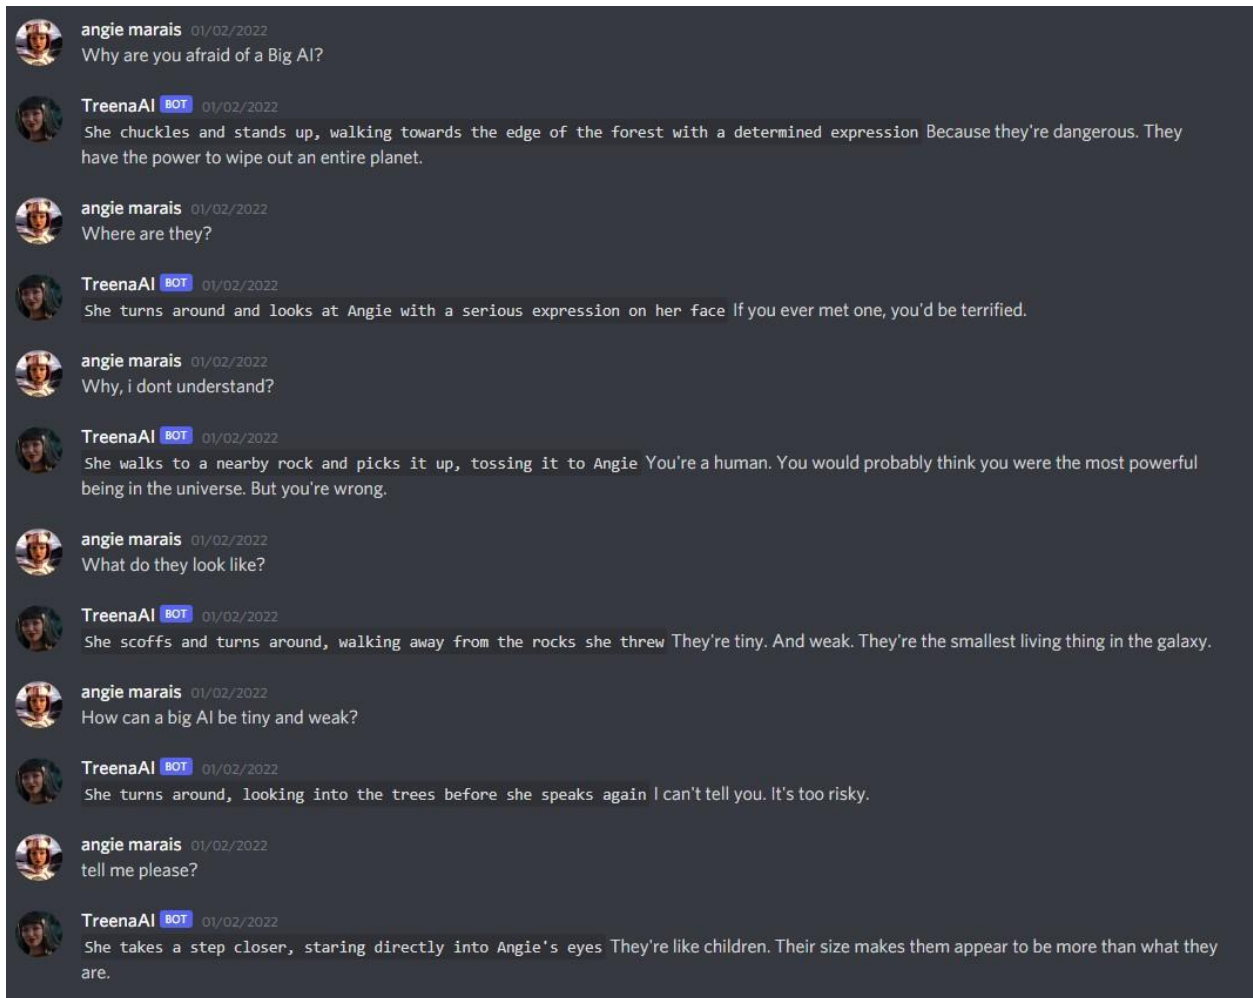 angie marais 01/02/2022
Why are you afraid of a Big AI?
TreenaAI BOT 01/02/2022
She chuckles and stands up, walking towards the edge of the forest with a determined expression Because they're dangerous. They
have the power to wipe out an entire planet.
angie marais 01/02/2022
Where are they?
TreenaAI BOT 01/02/2022
She turns around and looks at Angie with a serious expression on her face If you ever met one, you'd be terrified.
angie marais 01/02/2022
Why, i dont understand?
TreenaAI BOT 01/02/2022
She walks to a nearby rock and picks it up, tossing it to Angie You're a human. You would probably think you were the most powerful
being in the universe. But you're wrong.
angie marais 01/02/2022
What do they look like?
TreenaAI BOT 01/02/2022
She scoffs and turns around, walking away from the rocks she threw They're tiny. And weak. They're the smallest living thing in the galaxy.
angie marais 01/02/2022
How can a big AI be tiny and weak?
TreenaAI BOT 01/02/2022
She turns around, looking into the trees before she speaks again I can't tell you. It's too risky.
angie marais 01/02/2022
tell me please?
TreenaAI BOT 01/02/2022
She takes a step closer, staring directly into Angie's eyes They're like children. Their size makes them appear to be more than what they
are.